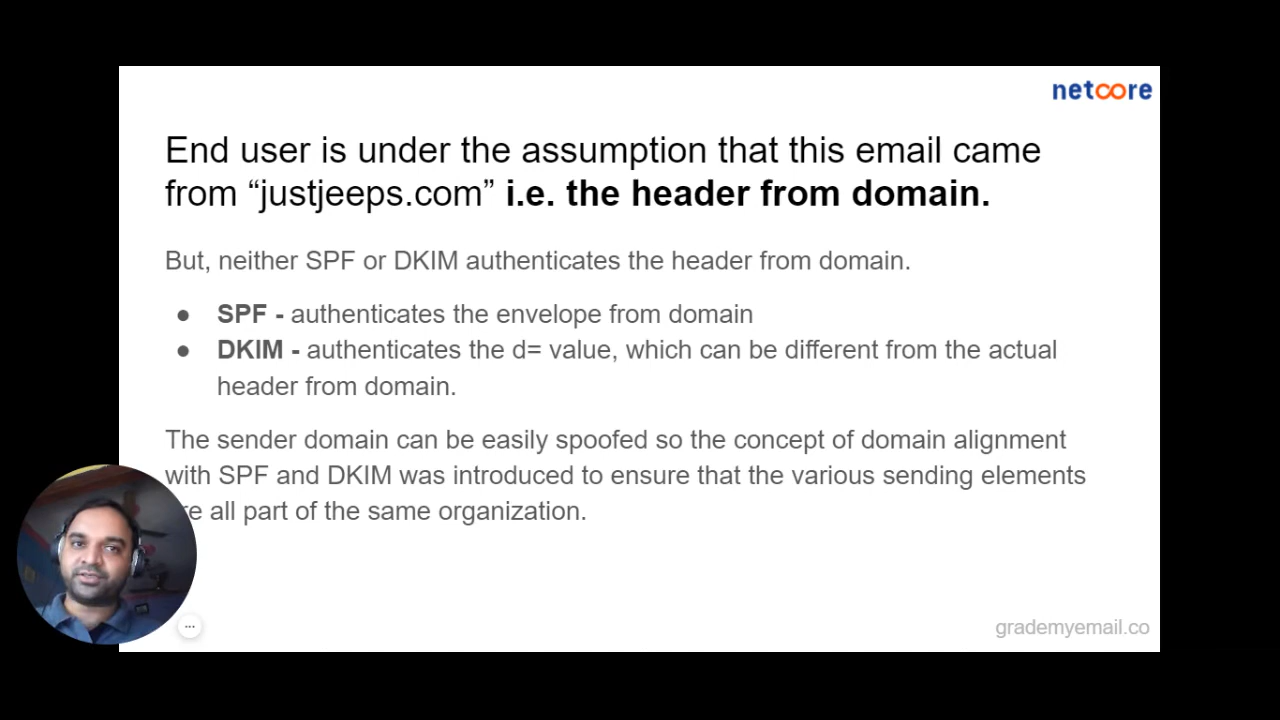 netcore
End user is under the assumption that this email came
from “justjeeps.com” i.e. the header from domain.
But, neither SPF or DKIM authenticates the header from domain.
● SPF - authenticates the envelope from domain
● DKIM - authenticates the d= value, which can be different from the actual
header from domain.
The sender domain can be easily spoofed so the concept of domain alignment
with SPF and DKIM was introduced to ensure that the various sending elements
re all part of the same organization.
...
grademyemail.co